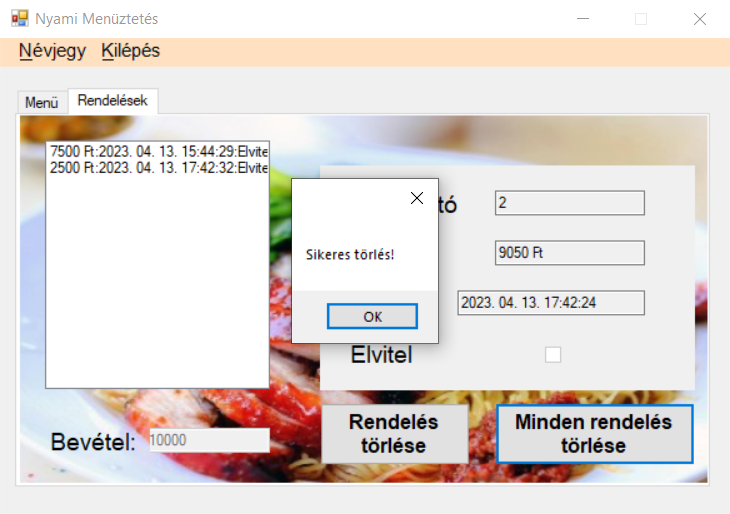 Nyami Menüztetés
Névjegy Kilépés
Menü Rendelések
7500 Ft:2023. 04. 13. 15:44:29:Elvite
2500 Ft:2023. 04. 13. 17:42:32:Elvite
tó 2
Sikeres törlés!
9050 Ft
OK
2023. 04. 13. 17:42:24
Elvitel
Bevétel: 10000
Rendelés
törlése
Minden rendelés
törlése